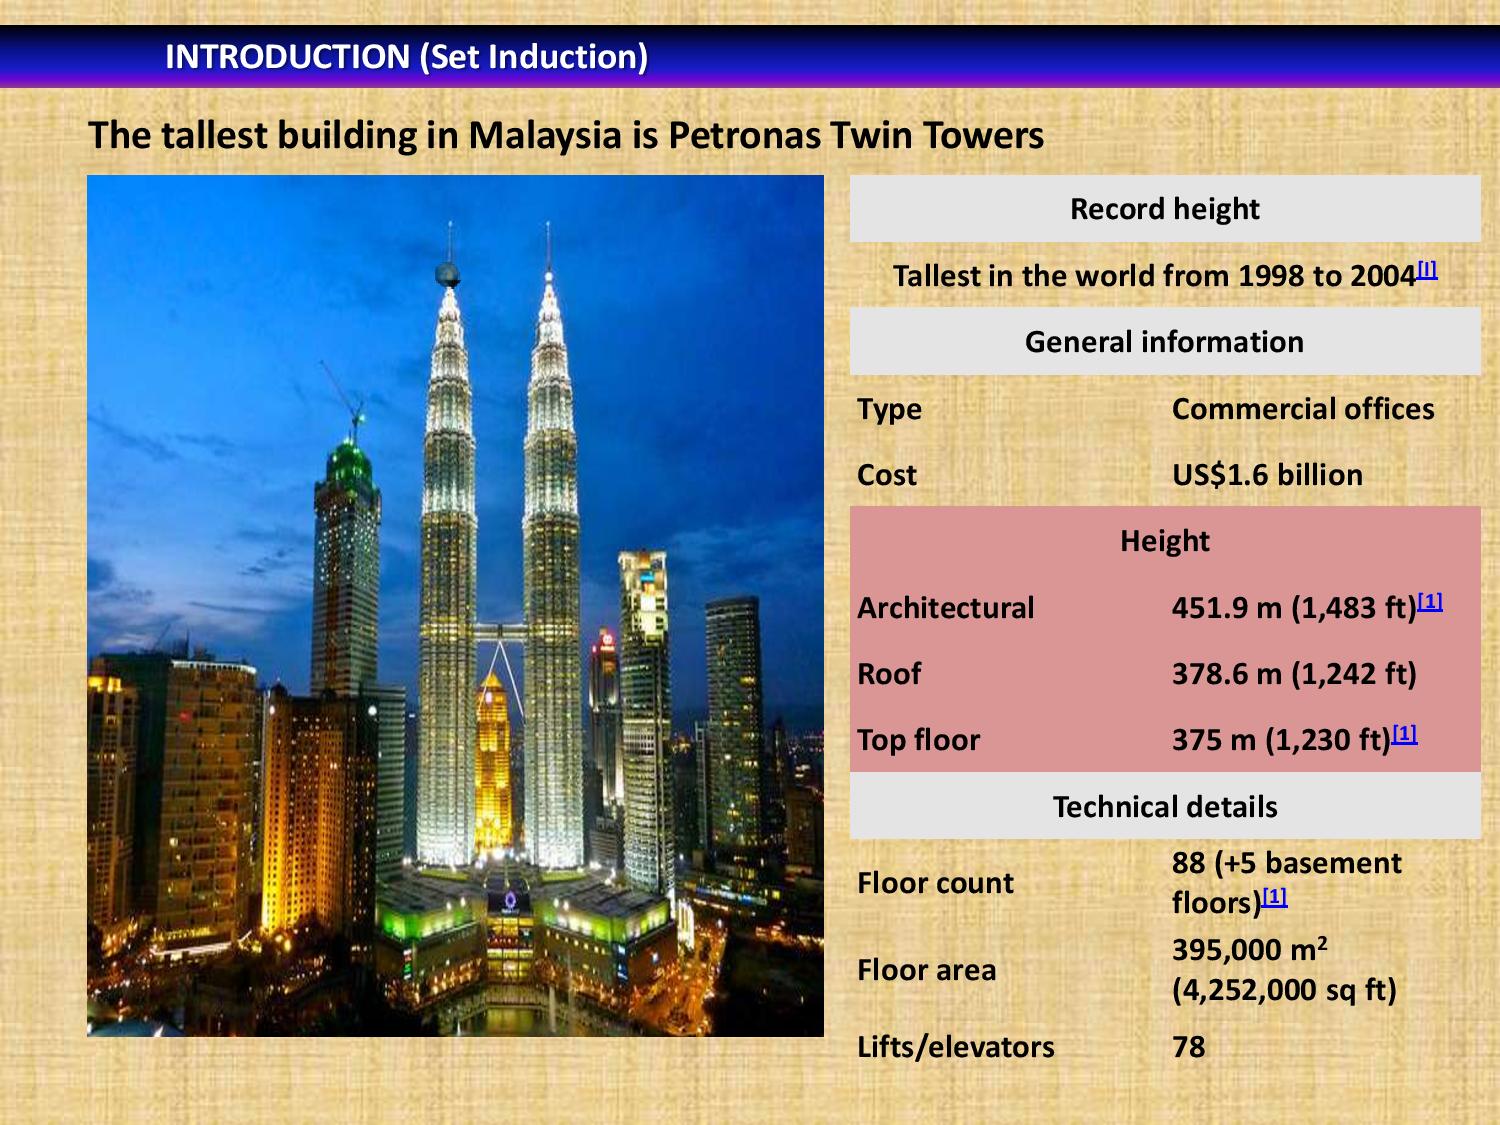 INTRODUCTION (Set Induction)
The tallest building in Malaysia is Petronas Twin Towers
Record height
Tallest in the world from 1998 to 2004[I]
General information
Type Commercial offices
Cost US$1.6 billion
Height
Architectural 451.9 m (1,483 ft)[1]
Roof 378.6 m (1,242 ft)
Top floor 375 m (1,230 ft)[1]
Technical details
Floor count 88 (+5 basement
floors)[1]
Floor area 395,000 m²
(4,252,000 sq ft)
Lifts/elevators 78